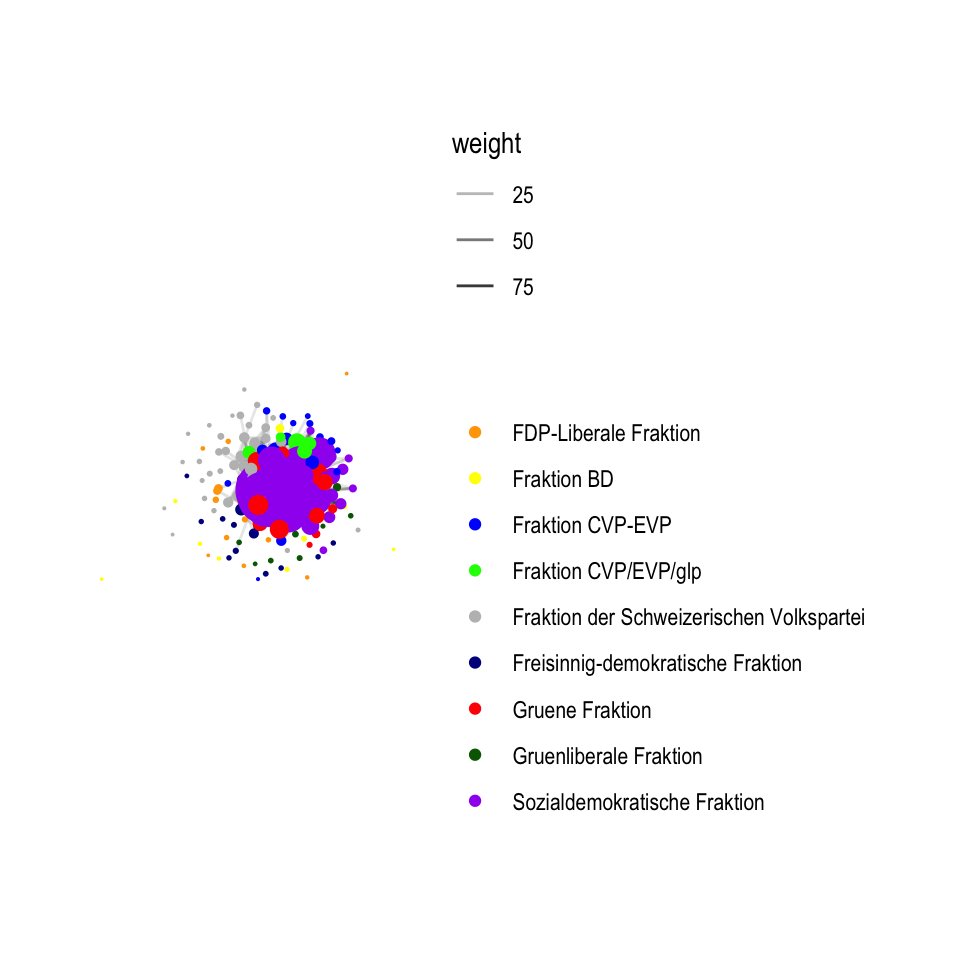 weight
25
50
75
FDP-Liberale Fraktion
Fraktion BD
Fraktion CVP-EVP
Fraktion CVP/EVP/glp
Fraktion der Schweizerischen Volkspartei
Freisinnig-demokratische Fraktion
Gruene Fraktion
Gruenliberale Fraktion
Sozialdemokratische Fraktion